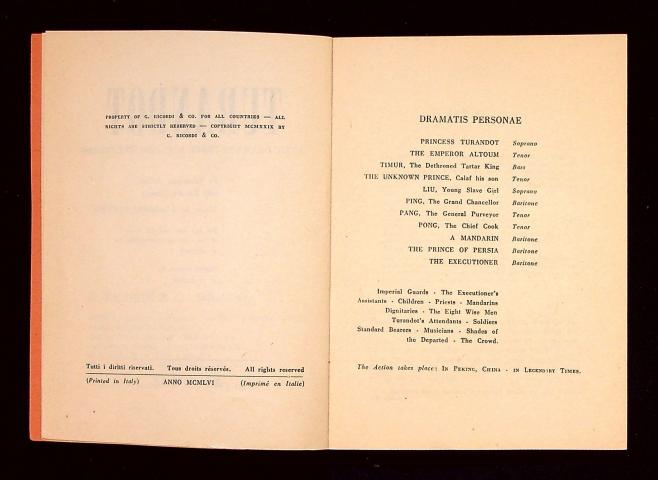 PROPERTY OF G. RICORDI & CO. FOR ALL COUNTRIES — ALL
RIGHTS ARE STRICTLY RESERVED — COPYRIGHT MCMXXIX BY
G. RICORDI & CO.
Tutti i diritti riservati. Tous droits réservés. All rights reserved
(Printed in Italy) ANNO MCMLVI (Imprimé en Italie)
DRAMATIS PERSONAE
PRINCESS TURANDOT Soprano
THE EMPEROR ALTOUM Tenor
TIMUR, The Dethroned Tartar King Bass
THE UNKNOWN PRINCE, Calaf his son Tenor
LIU, Young Slave Girl Soprano
PING, The Grand Chancellor Baritone
PANG, The General Purveyor Tenor
PONG, The Chief Cook Tenor
A MANDARIN Baritone
THE PRINCE OF PERSIA Baritone
THE EXECUTIONER Baritone
Imperial Guards - The Executioner's
Assistants - Children - Priests - Mandarins
Dignitaries - The Eight Wise Men
Turandot's Attendants - Soldiers
Standard Bearers - Musicians - Shades of
the Departed - The Crowd.
The Action takes place: IN PEKING, CHINA - IN LEGENDARY TIMES.